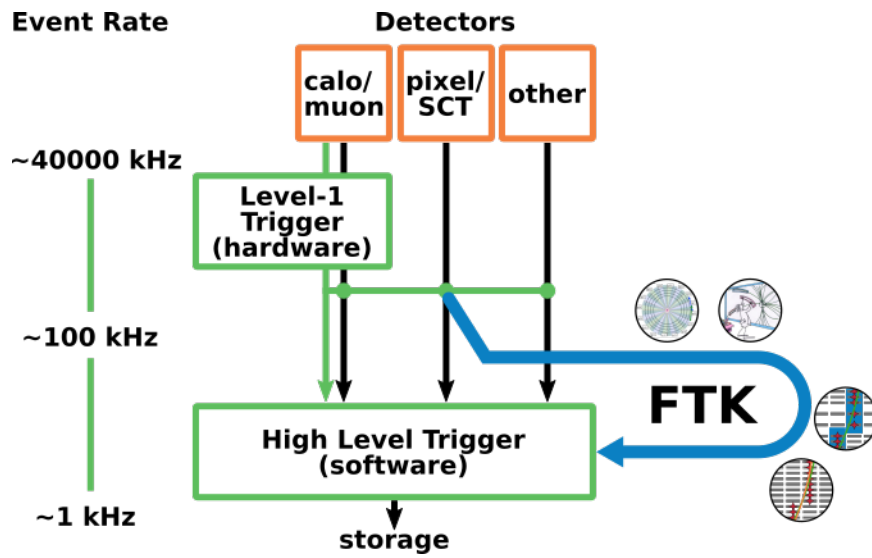 Event Rate
Detectors
calo/
muon
pixel/
SCT
other
~40000 kHz
Level-1
Trigger
(hardware)
~100 kHz
FTK
High Level Trigger
(software)
~1 kHz
storage